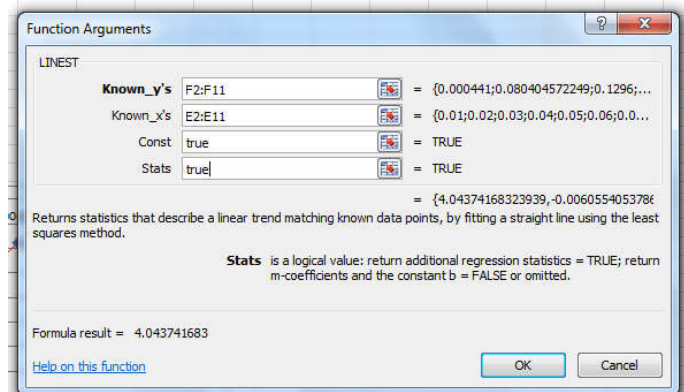 Function Arguments
LINEST
Known_y's F2:F11 = {0.000441;0.080404572249;0.1296;...
Known_x's E2:E11 = {0.01;0.02;0.03;0.04;0.05;0.06;0.0...
Const true = TRUE
Stats true = TRUE
= {4.04374168323939,-0.0060554053786
Returns statistics that describe a linear trend matching known data points, by fitting a straight line using the least
squares method.
Stats is a logical value: return additional regression statistics = TRUE; return
m-coefficients and the constant b = FALSE or omitted.
Formula result = 4.043741683
Help on this function
OK Cancel